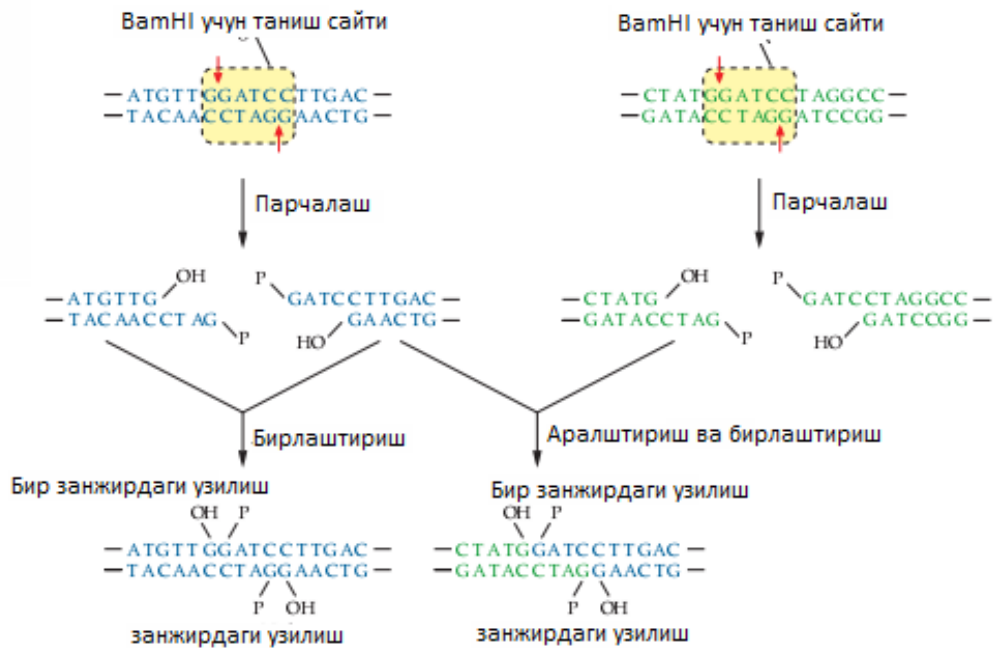 BamHI учун таниш сайти
BamHI учун таниш сайти
ATGTTGGATCCTTGAC
TACAACCTAGGAACTG
CTATGGATCCTAGGCC
GATACCTAGGATCCGG
Парчалаш
Парчалаш
OH
P
ATGTTG
TACAACCTAG
P
GATCCTTGAC
GAACTG
HO
OH
P
CTATG
GATACCTAG
P
GATCCTAGGCC
GATCCGG
HO
Бирлаштириш
Аралштириш ва бирлаштириш
Бир занжирдаги узилиш
Бир занжирдаги узилиш
OH P
ATGTTGGATCCTTGAC
TACAACCTAGGAACTG
P OH
занжирдаги узилиш
OH P
CTATGGATCCTTGAC
GATACCTAGGAACTG
P OH
занжирдаги узилиш